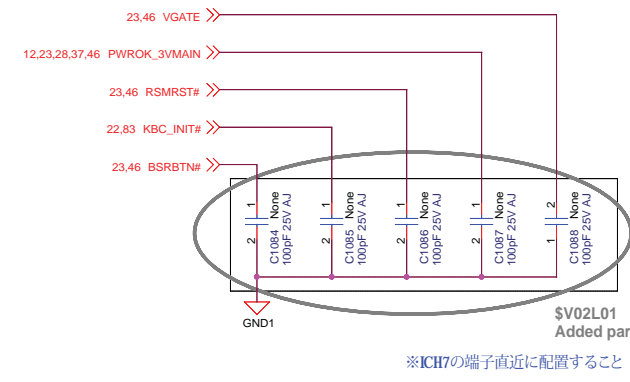 23,46 VGATE
12,23,28,37,46 PWROK_3VMAIN
23,46 RSMRST#
22,83 KBC_INIT#
23,46 BSRBTN#
1 2 C1084 None
100pF 25V AJ
1 2 C1085 None
100pF 25V AJ
1 2 C1086 None
100pF 25V AJ
1 2 C1087 None
100pF 25V AJ
2 1 C1088 None
100pF 25V AJ
GND1
$V02L01
Added par
※ICH7の端子直近に配置すること